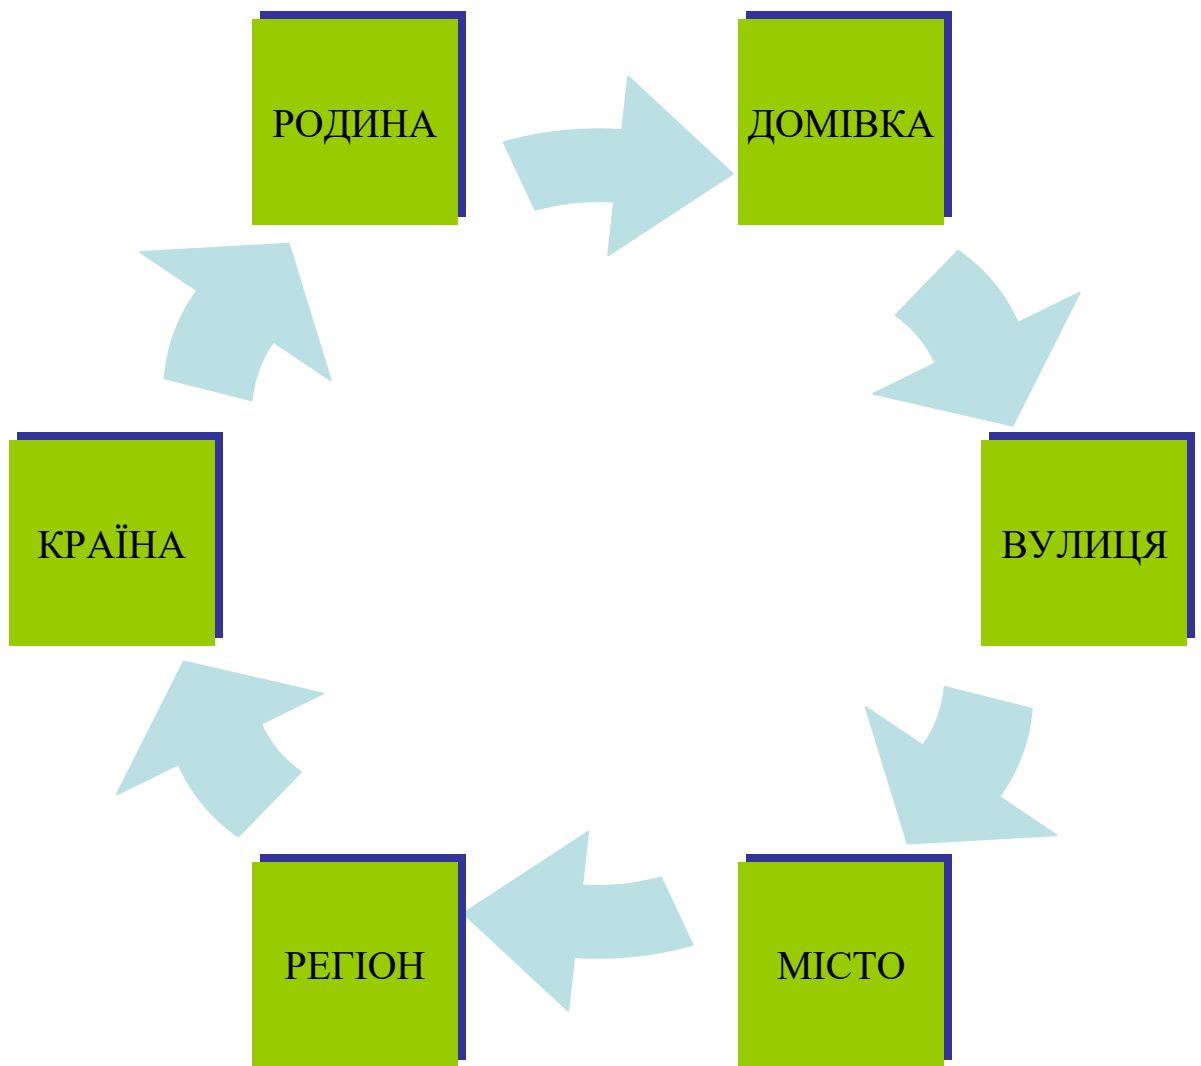 РОДИНА
ДОМІВКА
ВУЛИЦЯ
МІСТО
РЕГІОН
КРАЇНА